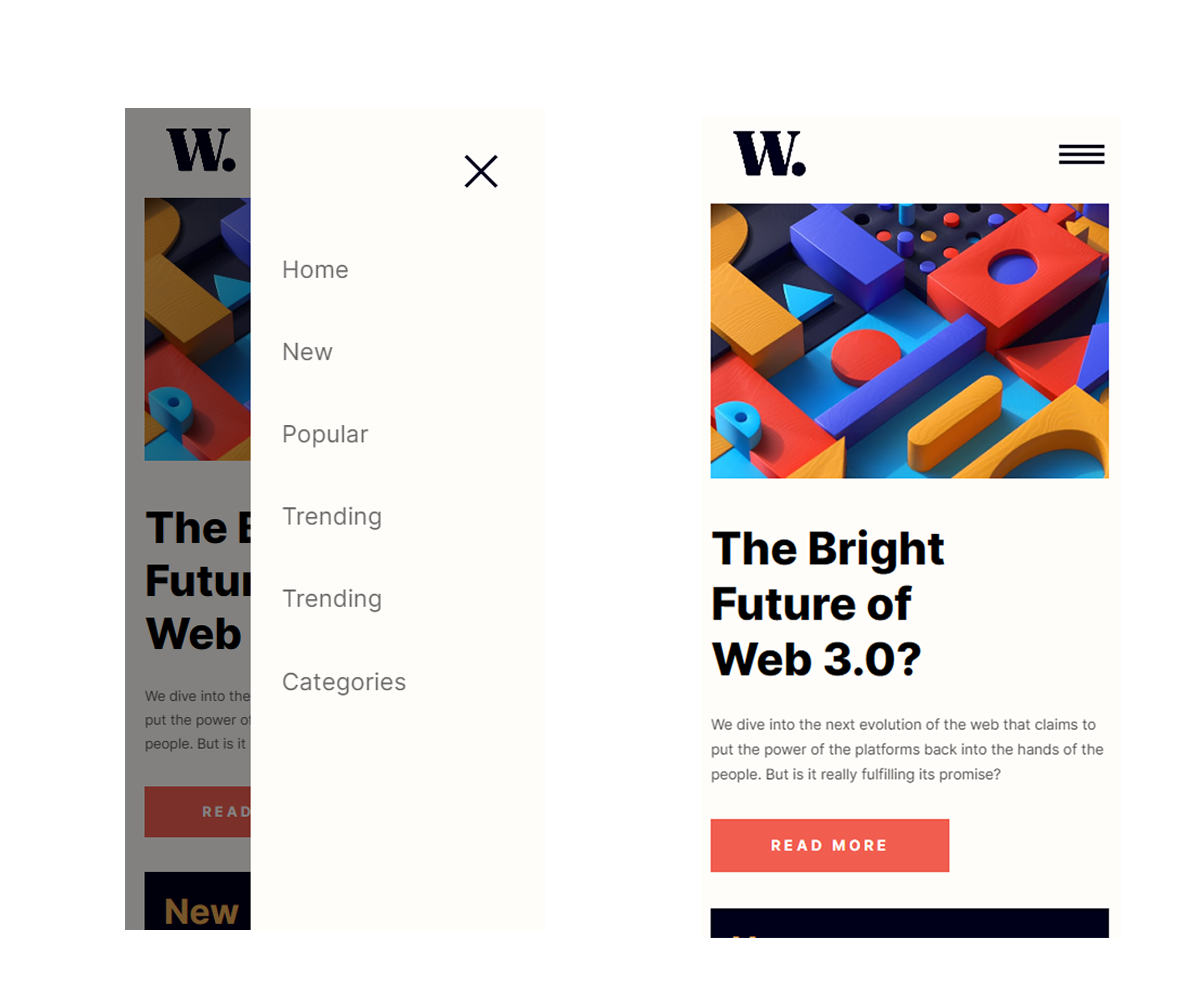 W.
Home
New
Popular
Trending
Trending
Categories
The B
Futur
Web
We dive into the
put the power of
people. But is it
READ
New
W.
The Bright
Future of
Web 3.0?
We dive into the next evolution of the web that claims to
put the power of the platforms back into the hands of the
people. But is it really fulfilling its promise?
READ MORE